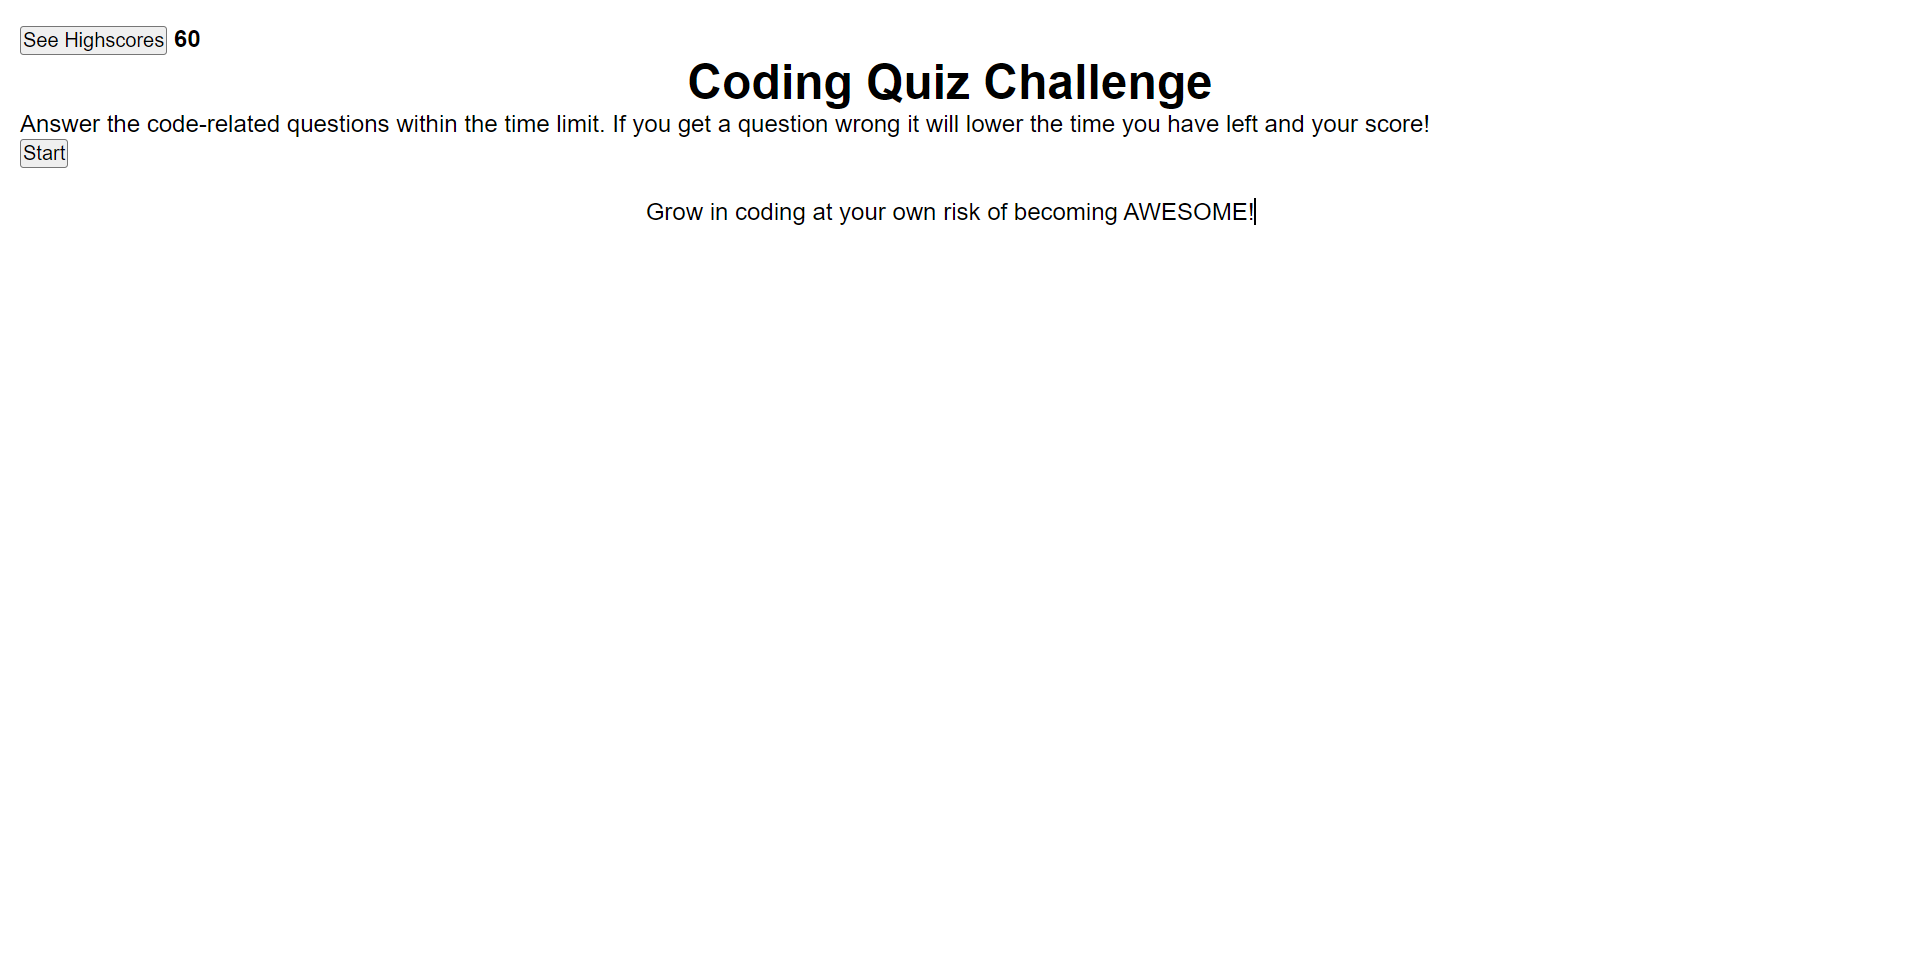 See Highscores 60
Coding Quiz Challenge
Answer the code-related questions within the time limit. If you get a question wrong it will lower the time you have left and your score!
Start
Grow in coding at your own risk of becoming AWESOME!